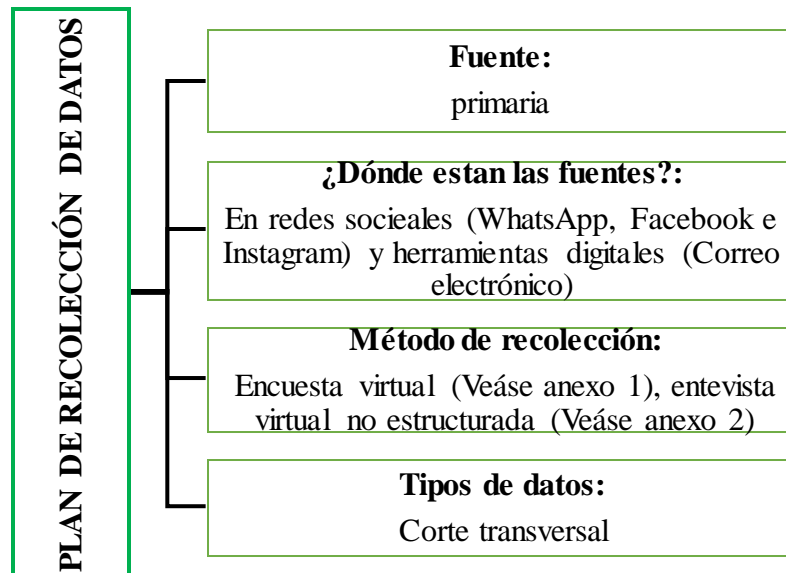 PLAN DE RECOLECCIÓN DE DATOS
Fuente:
primaria
¿Dónde estan las fuentes?:
En redes socieales (WhatsApp, Facebook e
Instagram) y herramientas digitales (Correo
electrónico)
Método de recolección:
Encuesta virtual (Veáse anexo 1), entevista
virtual no estructurada (Veáse anexo 2)
Tipos de datos:
Corte transversal